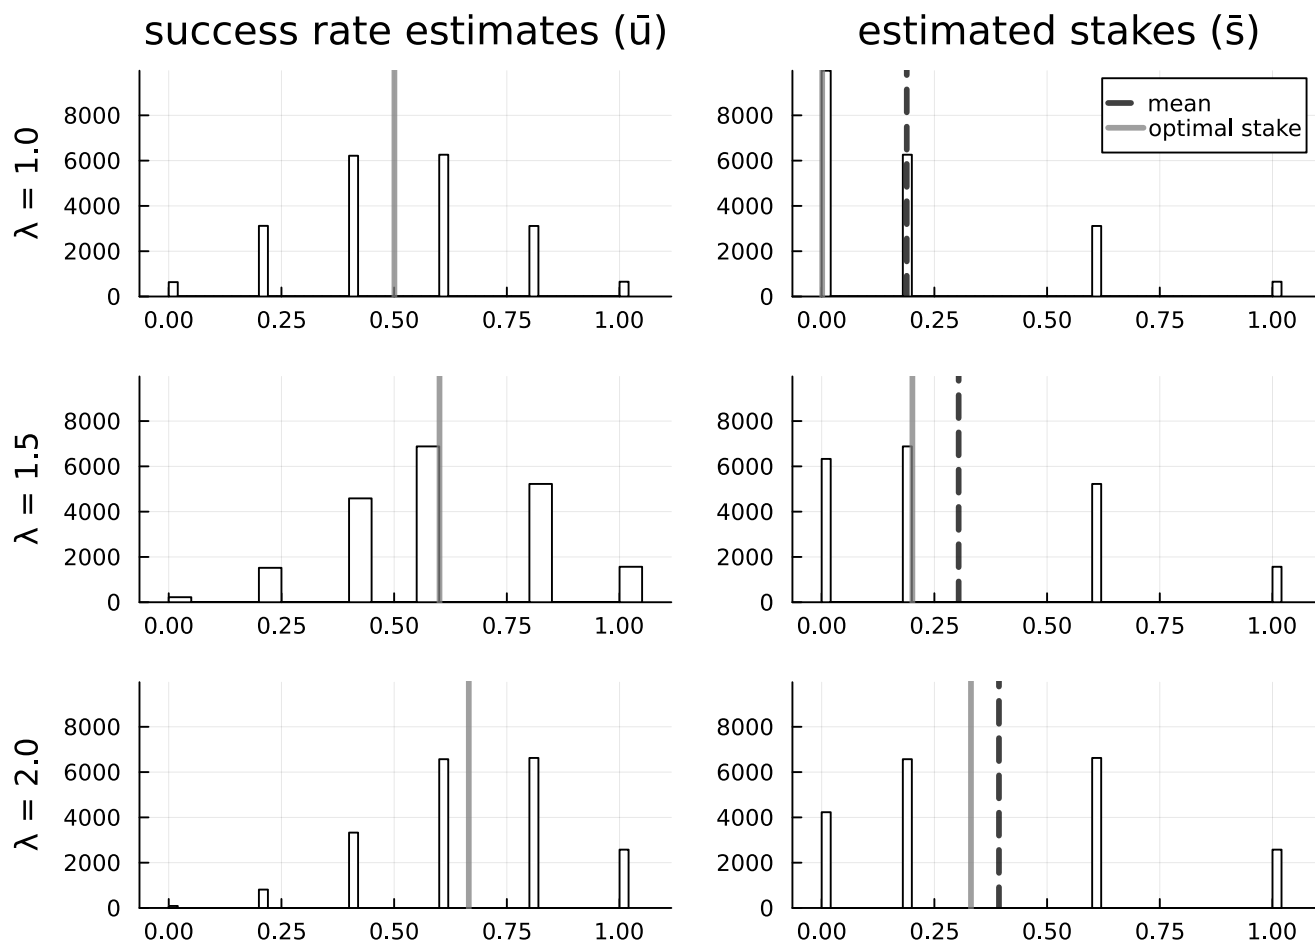 success rate estimates (ū)
estimated stakes (s̄)
λ = 1.0
8000
6000
4000
2000
0
0.00 0.25 0.50 0.75 1.00
mean
optimal stake
8000
6000
4000
2000
0
0.00 0.25 0.50 0.75 1.00
λ = 1.5
8000
6000
4000
2000
0
0.00 0.25 0.50 0.75 1.00
8000
6000
4000
2000
0
0.00 0.25 0.50 0.75 1.00
λ = 2.0
8000
6000
4000
2000
0
0.00 0.25 0.50 0.75 1.00
8000
6000
4000
2000
0
0.00 0.25 0.50 0.75 1.00